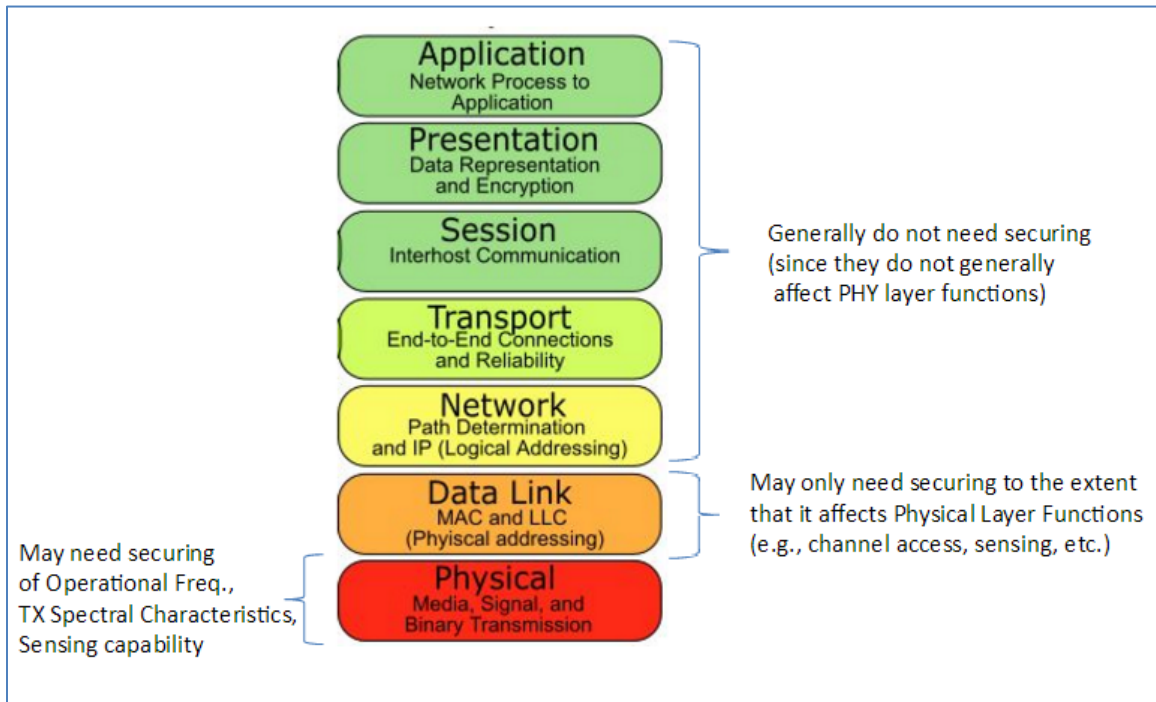 Application
Network Process to
Application
Presentation
Data Representation
and Encryption
Session
Interhost Communication
Transport
End-to-End Connections
and Reliability
Network
Path Determination
and IP (Logical Addressing)
Data Link
MAC and LLC
(Phyiscal addressing)
Physical
Media, Signal, and
Binary Transmission
Generally do not need securing
(since they do not generally
affect PHY layer functions)
May only need securing to the extent
that it affects Physical Layer Functions
(e.g., channel access, sensing, etc.)
May need securing
of Operational Freq.,
TX Spectral Characteristics,
Sensing capability